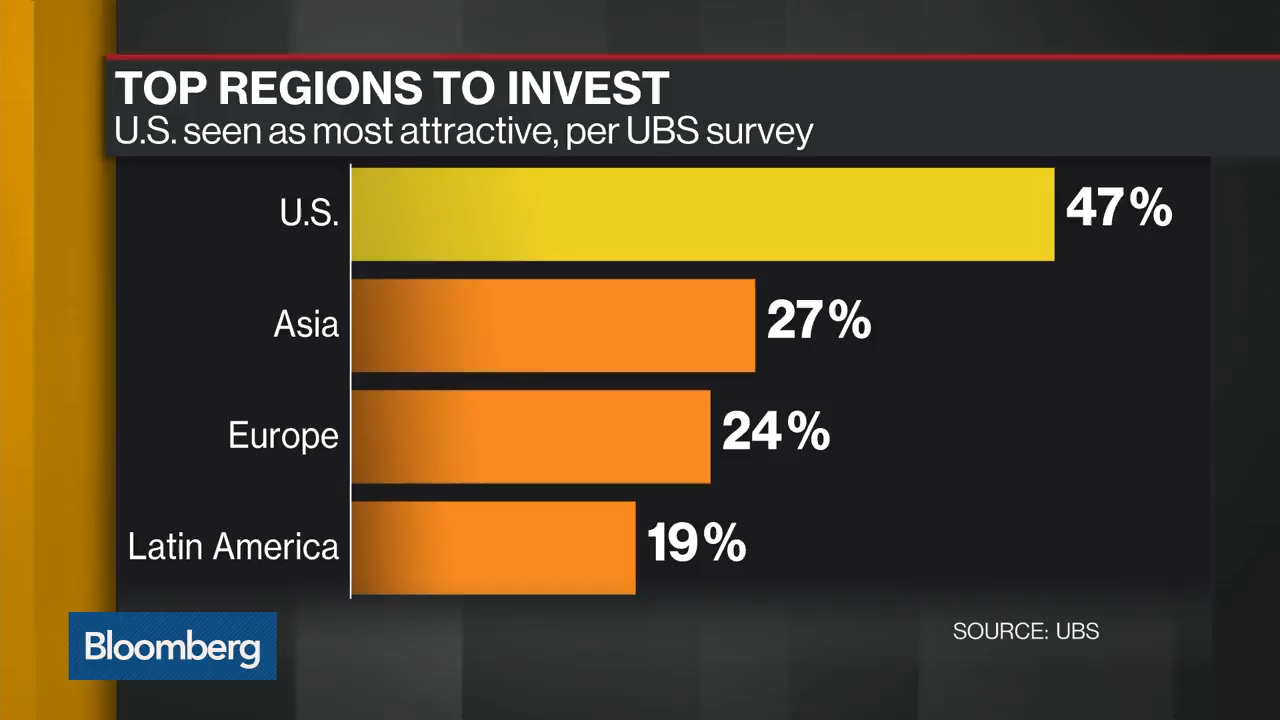 TOP REGIONS TO INVEST
U.S. seen as most attractive, per UBS survey
U.S.
47%
Asia
27%
Europe
24%
Latin America
19%
SOURCE: UBS
Bloomberg